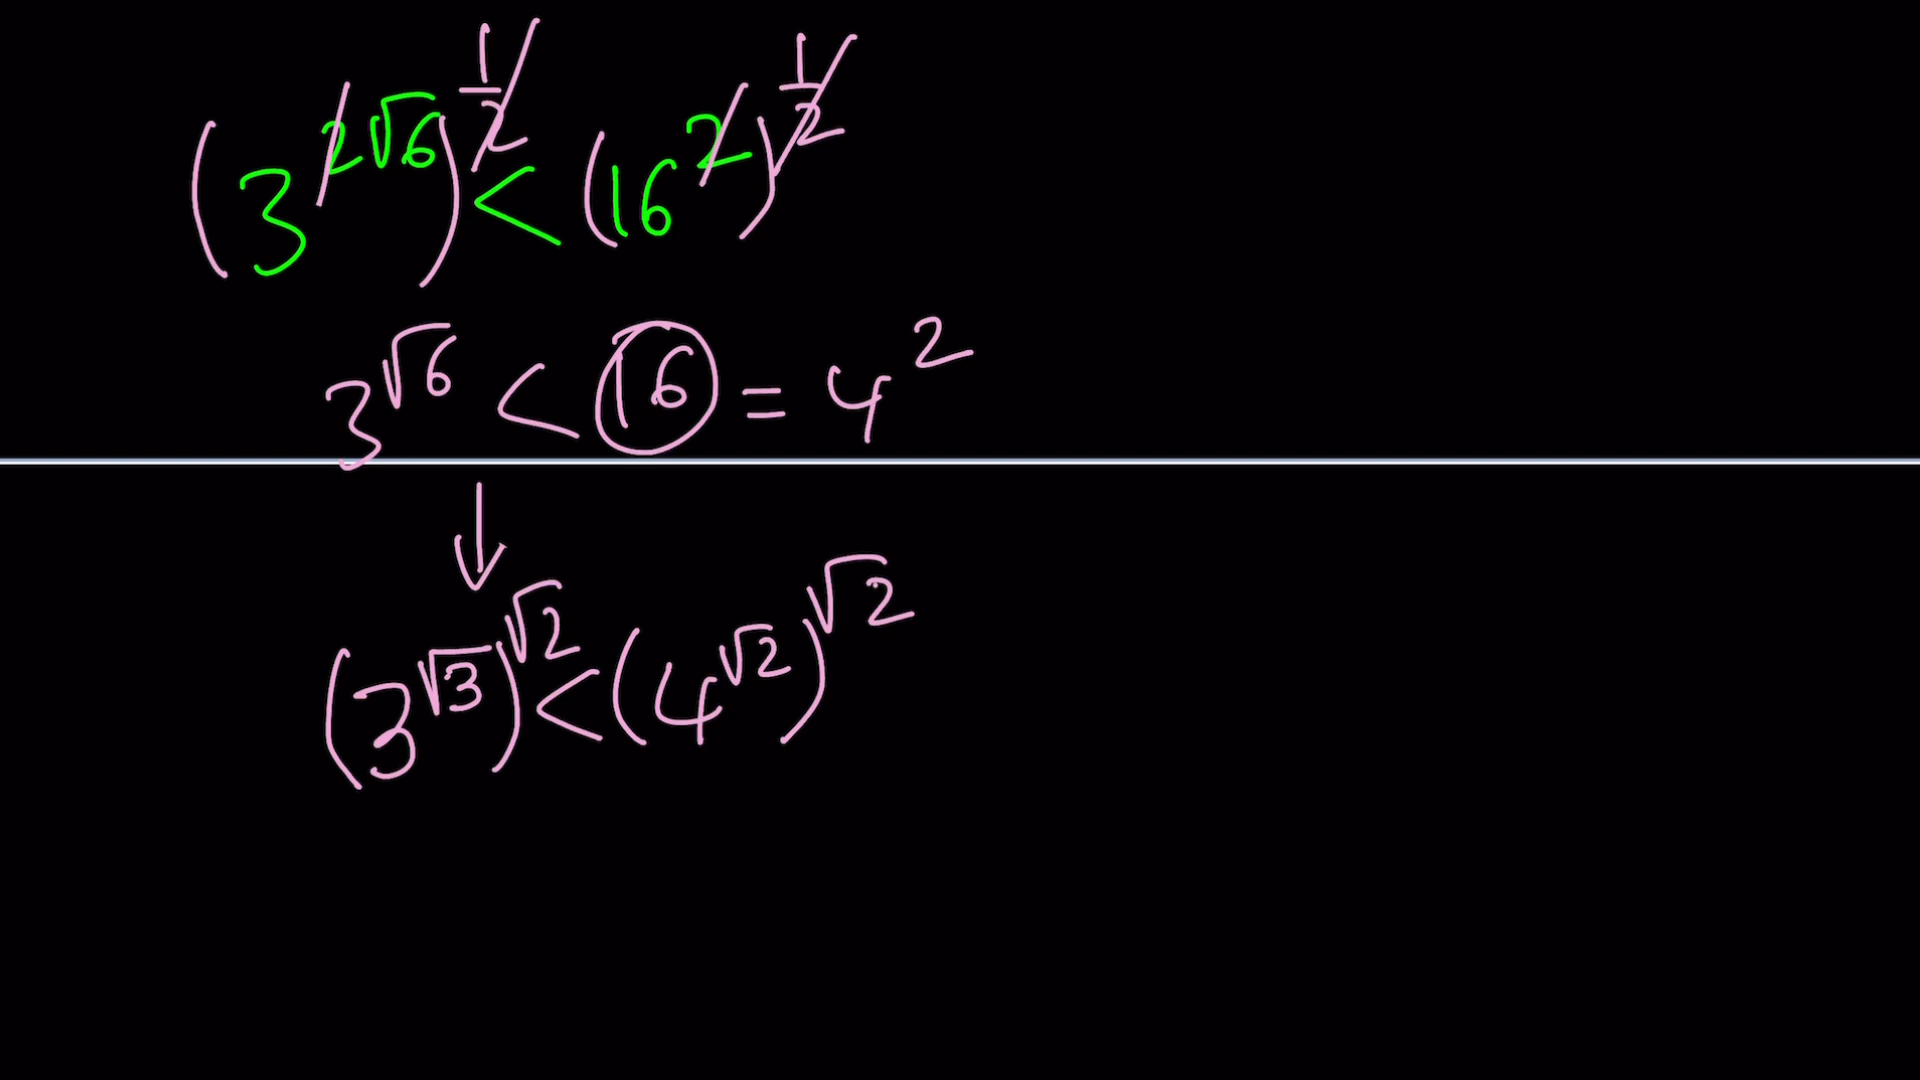 (3^{2√6})^{1/2} < (16^2)^{1/2}
3^{√6} < 16 = 4^2
↓
(3^{√3})^{√2} < (4^{√2})^{√2}